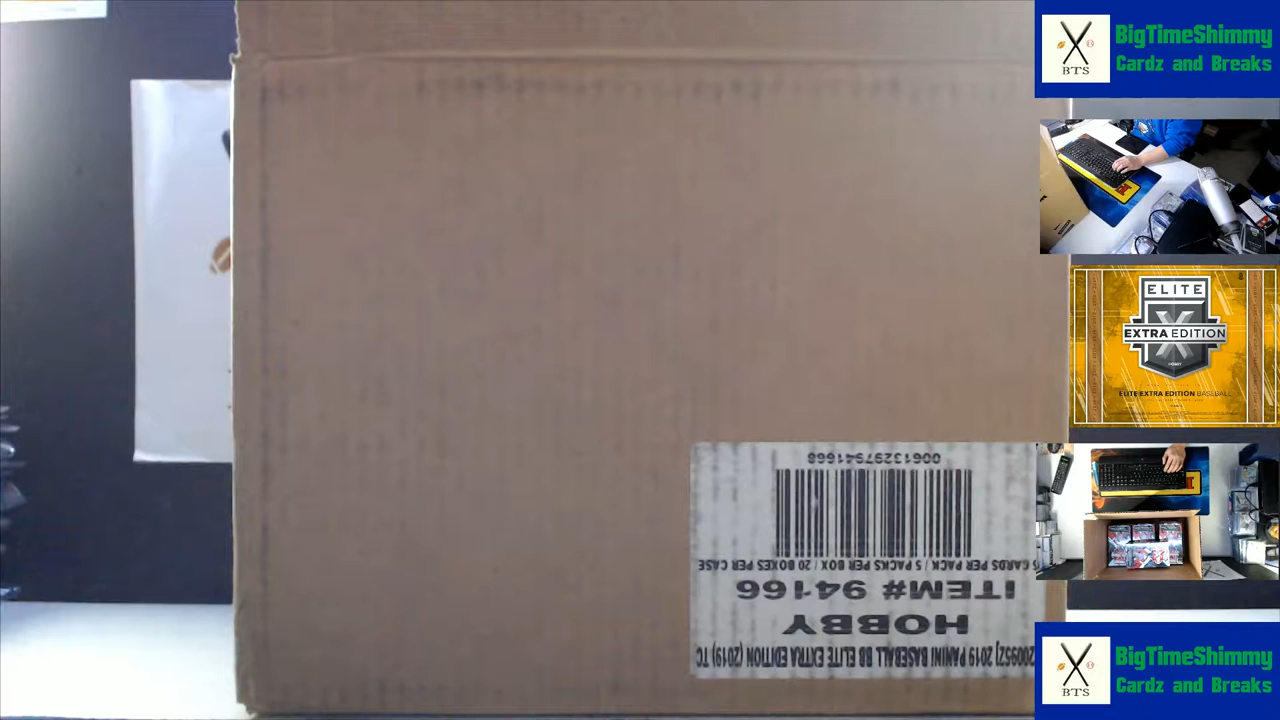 BigTimeShimmy
Cardz and Breaks
BTS
ELITE
EXTRA EDITION
ELITE EXTRA EDITION BASEBALL
00613297941668
6 CARDS PER PACK / 5 PACKS PER BOX / 20 BOXES PER CASE
ITEM# 94166
HOBBY
200952] 2019 PANINI BASEBALL BB ELITE EXTRA EDITION (2019) TC
BigTimeShimmy
Cardz and Breaks
BTS